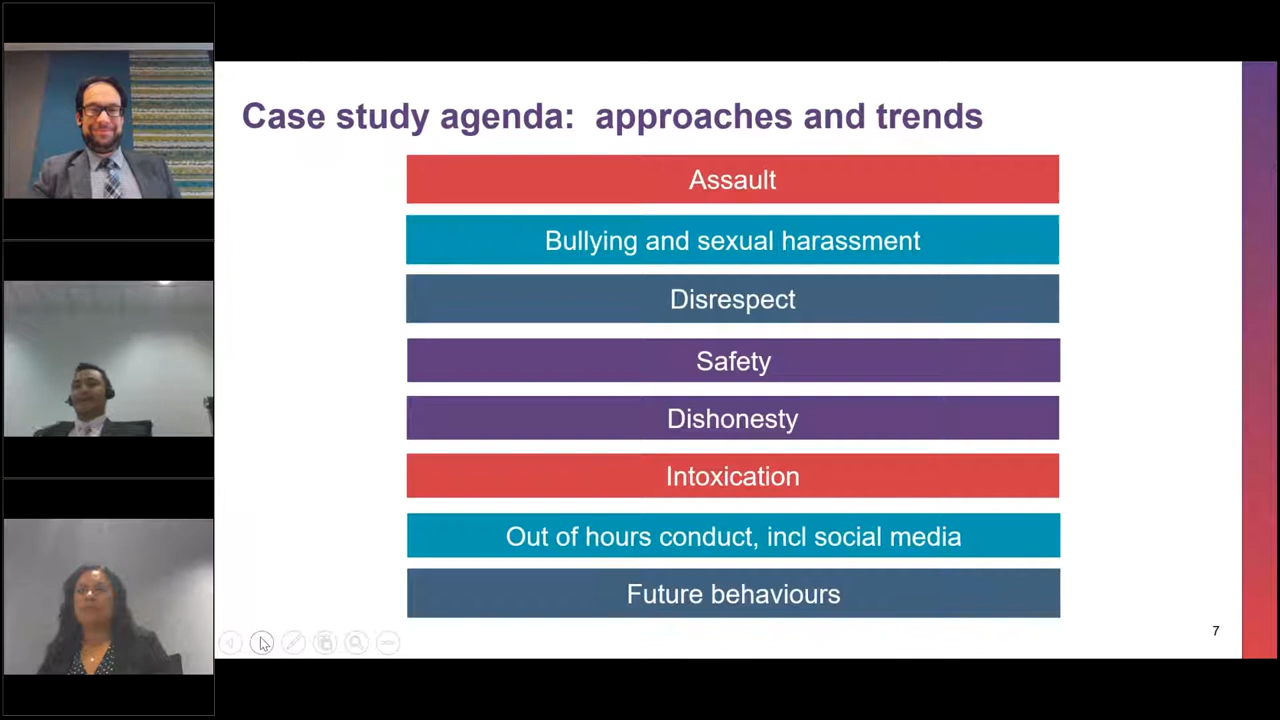 Case study agenda:  approaches and trends
Assault
Bullying and sexual harassment
Disrespect
Safety
Dishonesty
Intoxication
Out of hours conduct, incl social media
Future behaviours
7